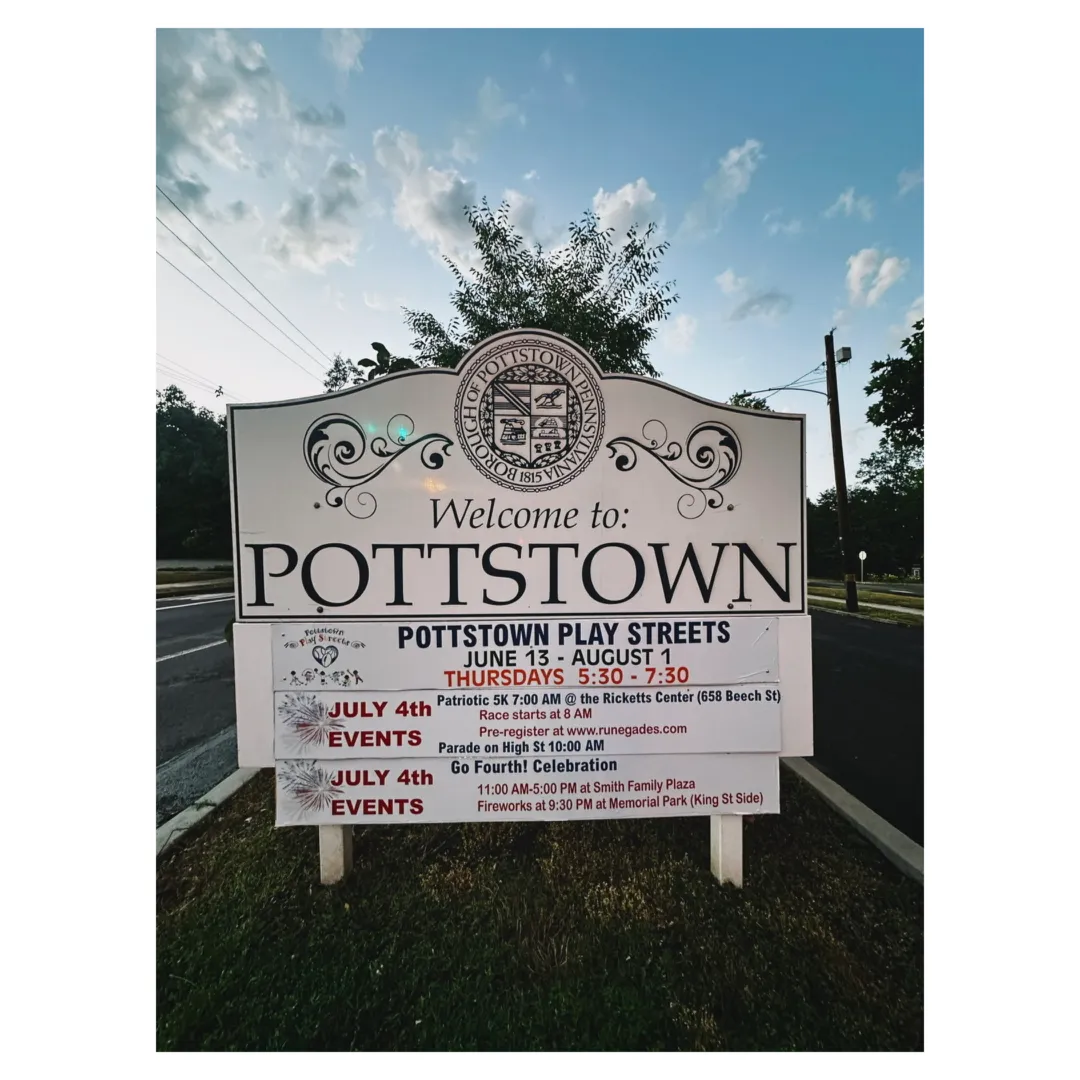 BOROUGH OF POTTSTOWN PENNSYLVANIA
1815
Welcome to:
POTTSTOWN
Pottstown
Play Streets
POTTSTOWN PLAY STREETS
JUNE 13 - AUGUST 1
THURSDAYS 5:30 - 7:30
JULY 4th
EVENTS
Patriotic 5K 7:00 AM @ the Ricketts Center (658 Beech St)
Race starts at 8 AM
Pre-register at www.runegades.com
Parade on High St 10:00 AM
JULY 4th
EVENTS
Go Fourth! Celebration
11:00 AM-5:00 PM at Smith Family Plaza
Fireworks at 9:30 PM at Memorial Park (King St Side)